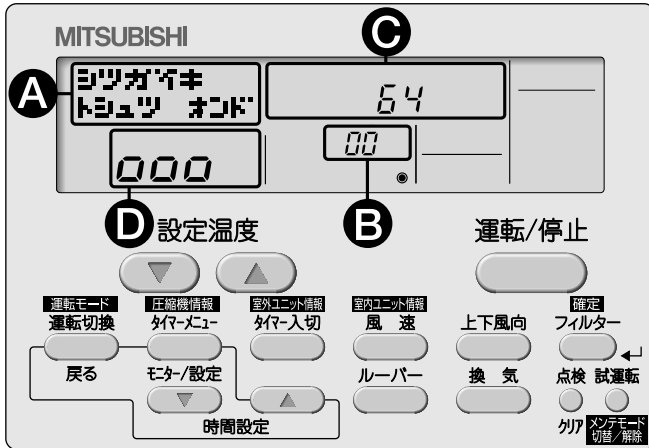 MITSUBISHI
C
A
シツガイキ
トシュツ オンド
64
000
00
D
B
設定温度
運転/停止
運転モード
圧縮機情報
室外ユニット情報
室内ユニット情報
確定
運転切換
タイマーメニュー
タイマー入切
風 速
上下風向
フィルター
戻る
モニター/設定
ルーバー
換 気
点検
試運転
時間設定
クリア
メンテモード
切替/解除